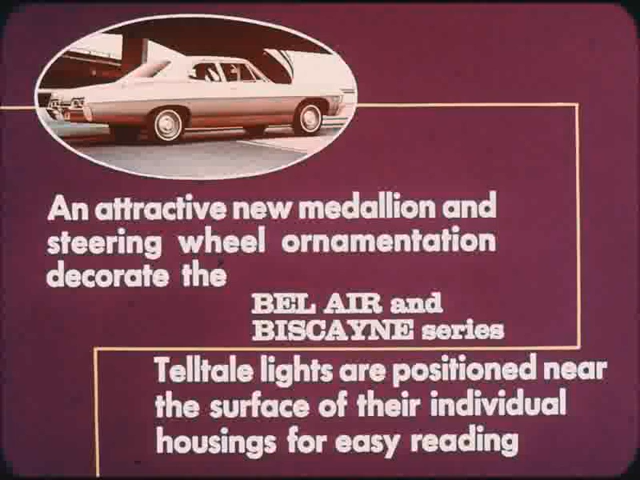 An attractive new medallion and
steering wheel ornamentation
decorate the
BEL AIR and
BISCAYNE series
Telltale lights are positioned near
the surface of their individual
housings for easy reading